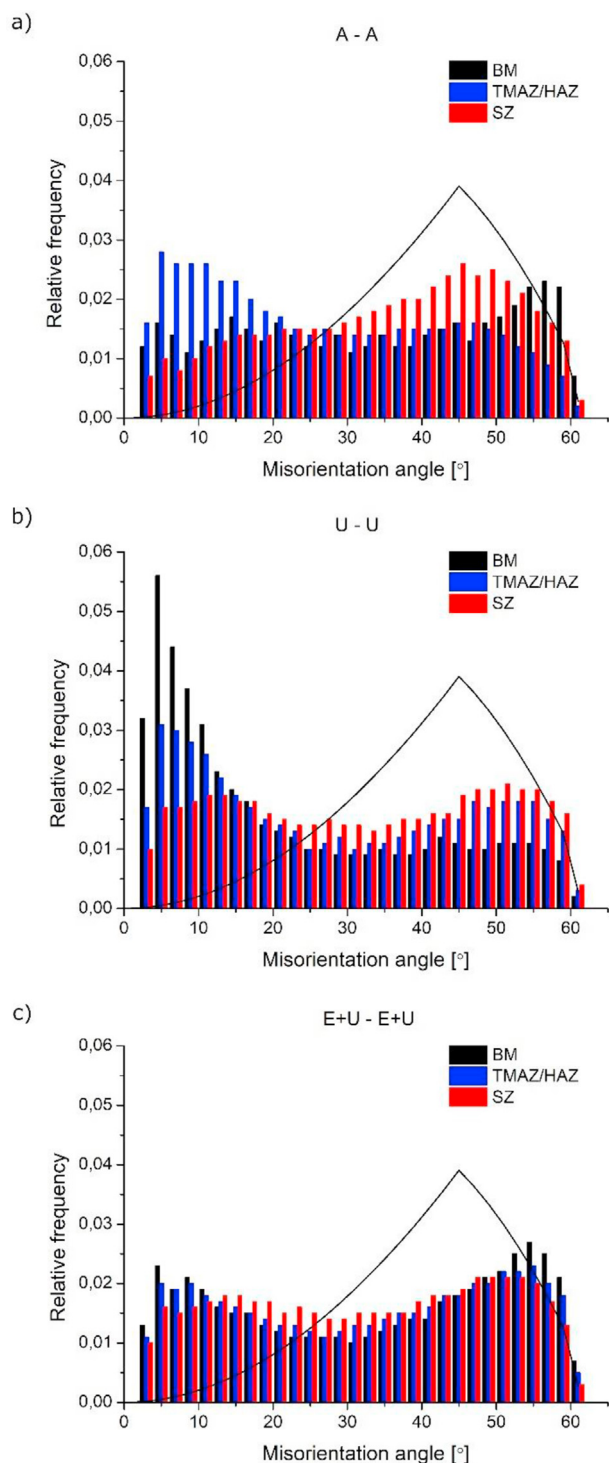 a)
A - A
BM
TMAZ/HAZ
SZ
0,06
0,05
0,04
0,03
0,02
0,01
0,00
Relative frequency
0 10 20 30 40 50 60
Misorientation angle [°]
b)
U - U
BM
TMAZ/HAZ
SZ
0,06
0,05
0,04
0,03
0,02
0,01
0,00
Relative frequency
0 10 20 30 40 50 60
Misorientation angle [°]
c)
E+U - E+U
BM
TMAZ/HAZ
SZ
0,06
0,05
0,04
0,03
0,02
0,01
0,00
Relative frequency
0 10 20 30 40 50 60
Misorientation angle [°]